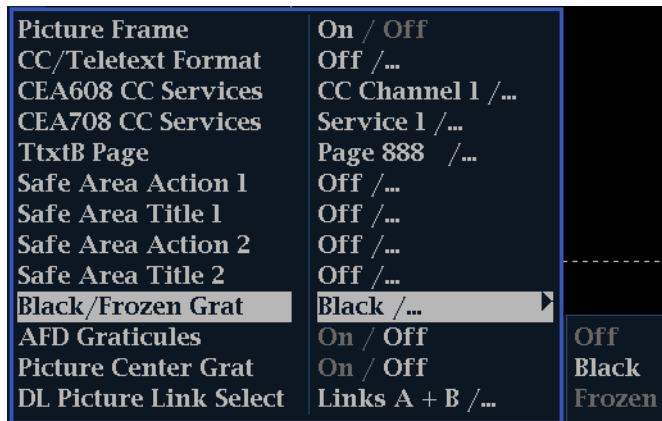 Picture Frame On / Off
CC/Teletext Format Off /...
CEA608 CC Services CC Channel 1 /...
CEA708 CC Services Service 1 /...
TtxtB Page Page 888 /...
Safe Area Action 1 Off /...
Safe Area Title 1 Off /...
Safe Area Action 2 Off /...
Safe Area Title 2 Off /...
Black/Frozen Grat Black /...
AFD Graticules On / Off
Picture Center Grat On / Off
DL Picture Link Select Links A + B /...
Off
Black
Frozen